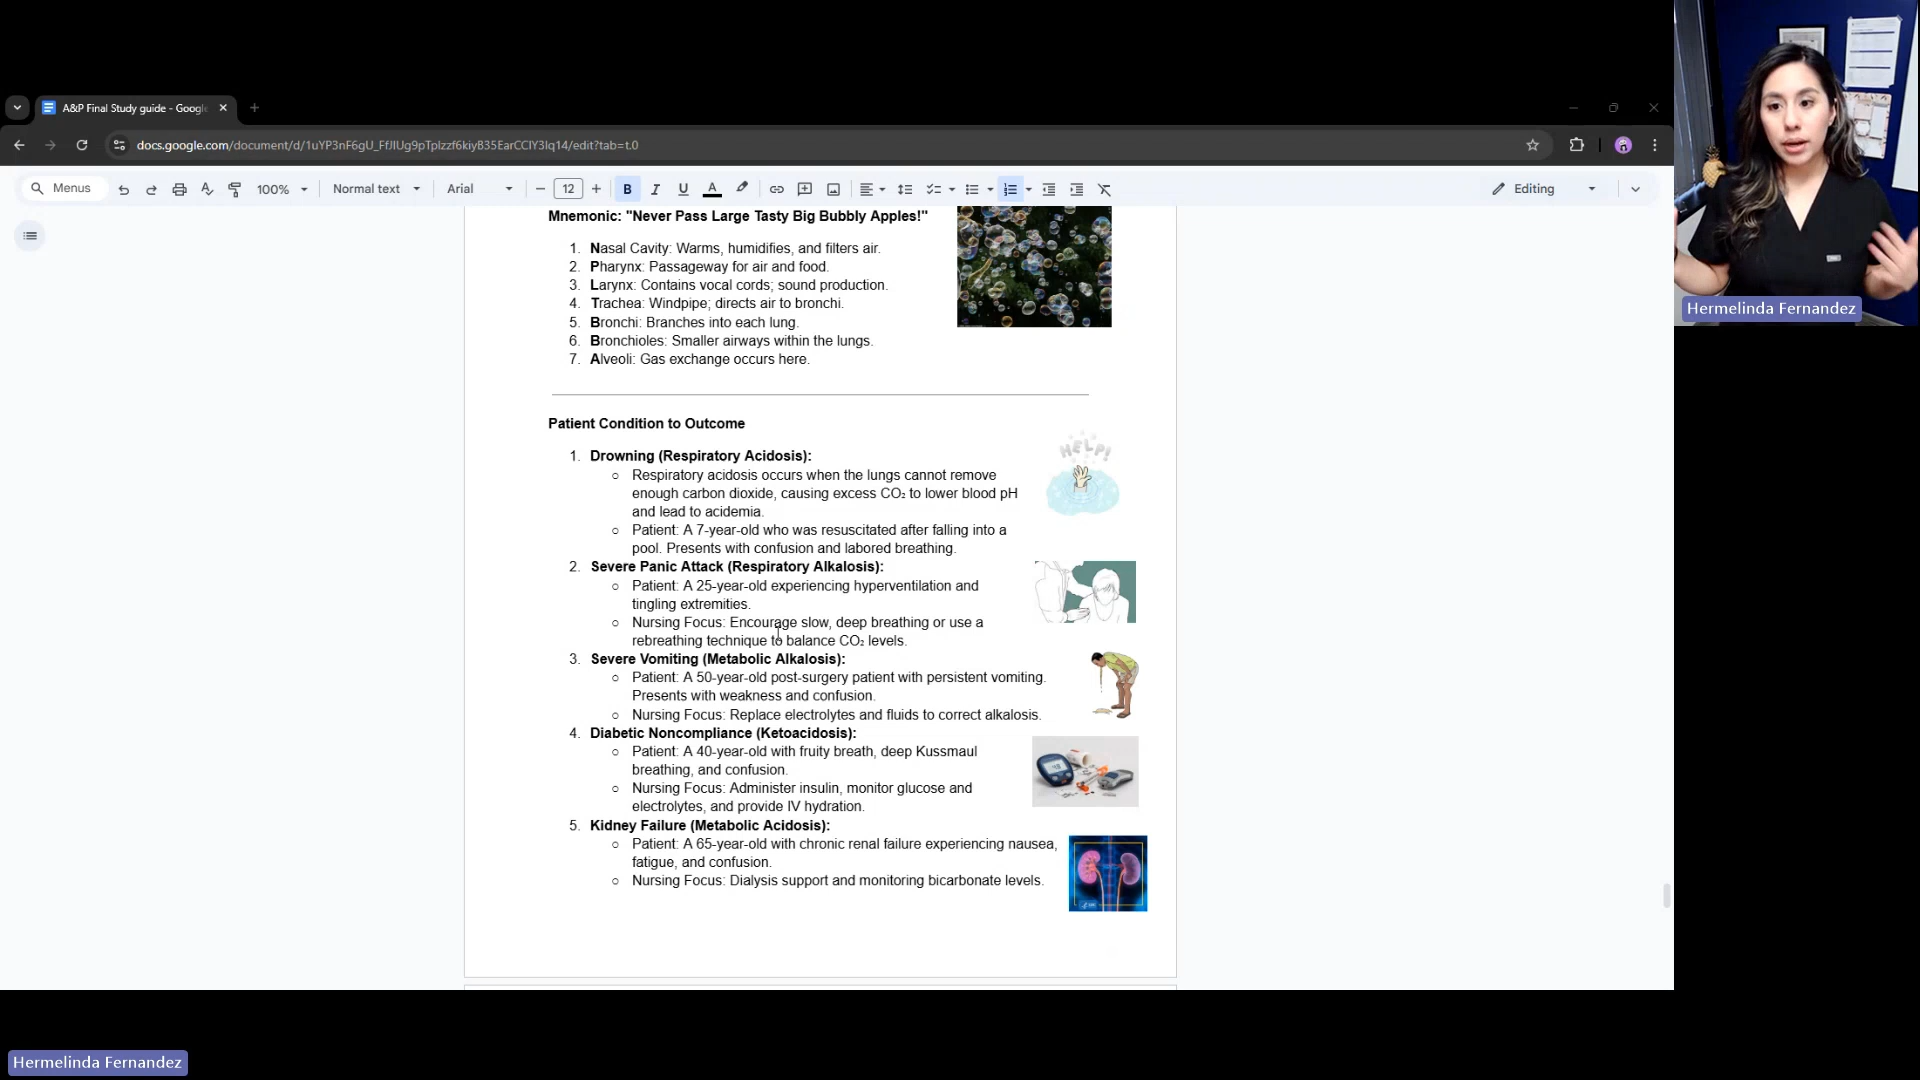 A&P Final Study guide - Googl
docs.google.com/document/d/1uYP3nF6gU_FfJIUg9pTplzzf6kiyB35EarCCIY3lq14/edit?tab=t.0
Menus
100%
Normal text
Arial
12
B
I
U
A
Editing
Mnemonic: "Never Pass Large Tasty Big Bubbly Apples!"
1. Nasal Cavity: Warms, humidifies, and filters air.
2. Pharynx: Passageway for air and food.
3. Larynx: Contains vocal cords; sound production.
4. Trachea: Windpipe; directs air to bronchi.
5. Bronchi: Branches into each lung.
6. Bronchioles: Smaller airways within the lungs.
7. Alveoli: Gas exchange occurs here.
Patient Condition to Outcome
HELP!
1. Drowning (Respiratory Acidosis):
○ Respiratory acidosis occurs when the lungs cannot remove
enough carbon dioxide, causing excess CO₂ to lower blood pH
and lead to acidemia.
○ Patient: A 7-year-old who was resuscitated after falling into a
pool. Presents with confusion and labored breathing.
2. Severe Panic Attack (Respiratory Alkalosis):
○ Patient: A 25-year-old experiencing hyperventilation and
tingling extremities.
○ Nursing Focus: Encourage slow, deep breathing or use a
rebreathing technique to balance CO₂ levels.
3. Severe Vomiting (Metabolic Alkalosis):
○ Patient: A 50-year-old post-surgery patient with persistent vomiting.
Presents with weakness and confusion.
○ Nursing Focus: Replace electrolytes and fluids to correct alkalosis.
4. Diabetic Noncompliance (Ketoacidosis):
○ Patient: A 40-year-old with fruity breath, deep Kussmaul
breathing, and confusion.
○ Nursing Focus: Administer insulin, monitor glucose and
electrolytes, and provide IV hydration.
5. Kidney Failure (Metabolic Acidosis):
○ Patient: A 65-year-old with chronic renal failure experiencing nausea,
fatigue, and confusion.
○ Nursing Focus: Dialysis support and monitoring bicarbonate levels.
Hermelinda Fernandez
Hermelinda Fernandez